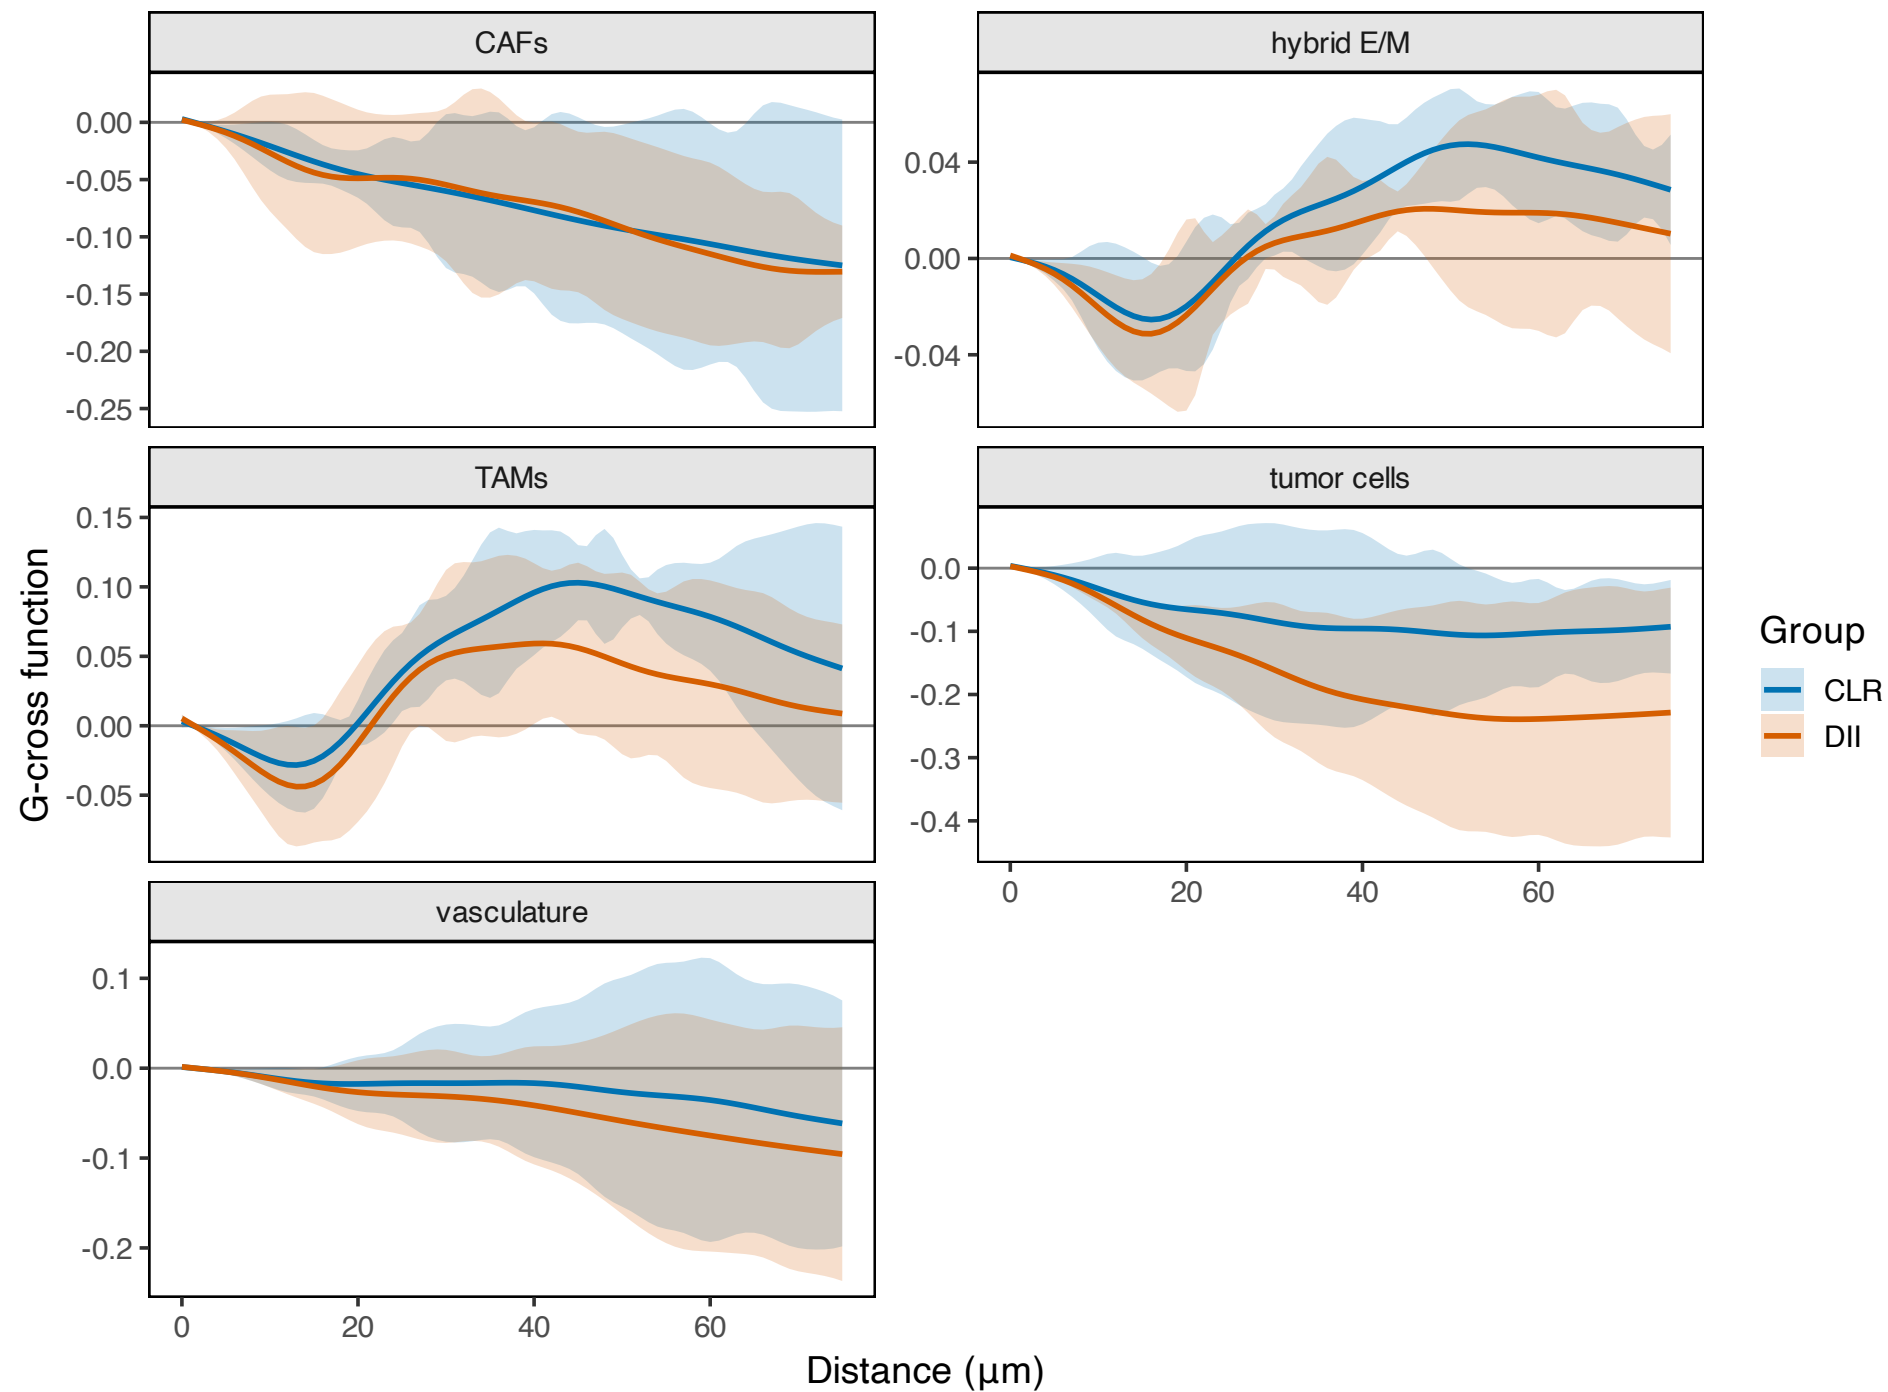 CAFs
hybrid E/M
0.00
-0.05
-0.10
-0.15
-0.20
-0.25
0.04
0.00
-0.04
TAMs
tumor cells
0.15
0.10
0.05
0.00
-0.05
0.0
-0.1
-0.2
-0.3
-0.4
0 20 40 60
vasculature
0.1
0.0
-0.1
-0.2
0 20 40 60
G-cross function
Distance (µm)
Group
CLR
DII